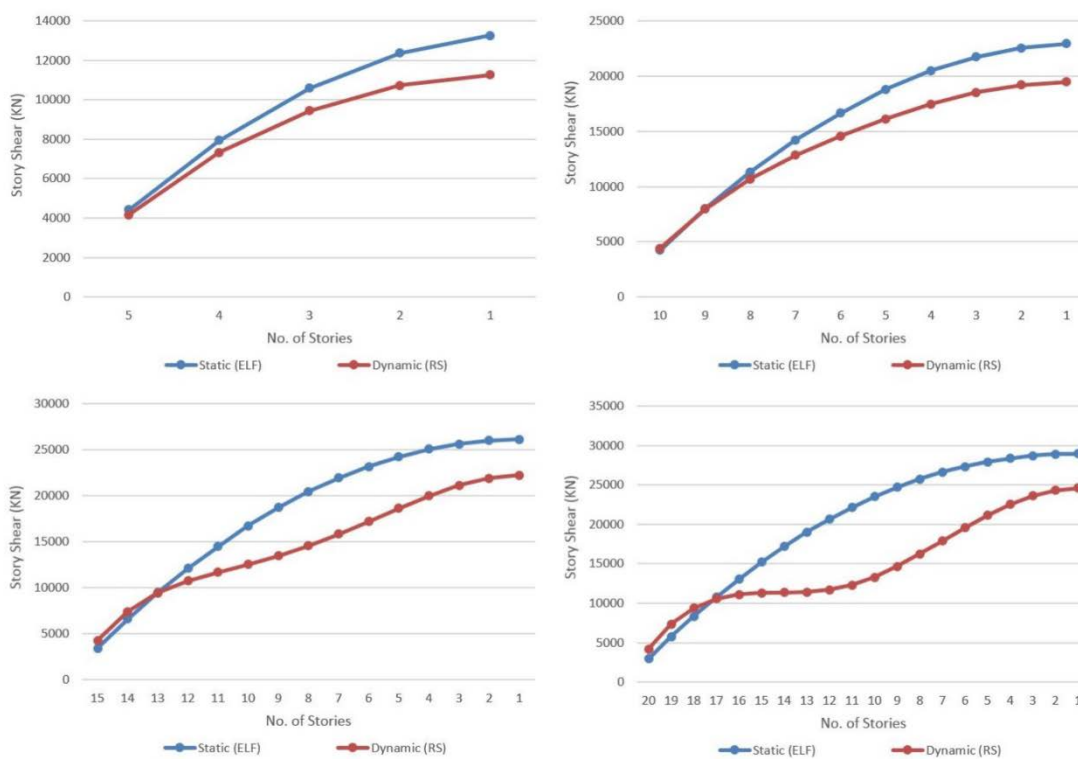 14000
12000
10000
8000
6000
4000
2000
0
Story Shear (KN)
5 4 3 2 1
No. of Stories
Static (ELF) Dynamic (RS)
25000
20000
15000
10000
5000
0
Story Shear (KN)
10 9 8 7 6 5 4 3 2 1
No. of Stories
Static (ELF) Dynamic (RS)
30000
25000
20000
15000
10000
5000
0
Story Shear (KN)
15 14 13 12 11 10 9 8 7 6 5 4 3 2 1
No. of Stories
Static (ELF) Dynamic (RS)
35000
30000
25000
20000
15000
10000
5000
0
Story Shear (KN)
20 19 18 17 16 15 14 13 12 11 10 9 8 7 6 5 4 3 2 1
No. of Stories
Static (ELF) Dynamic (RS)